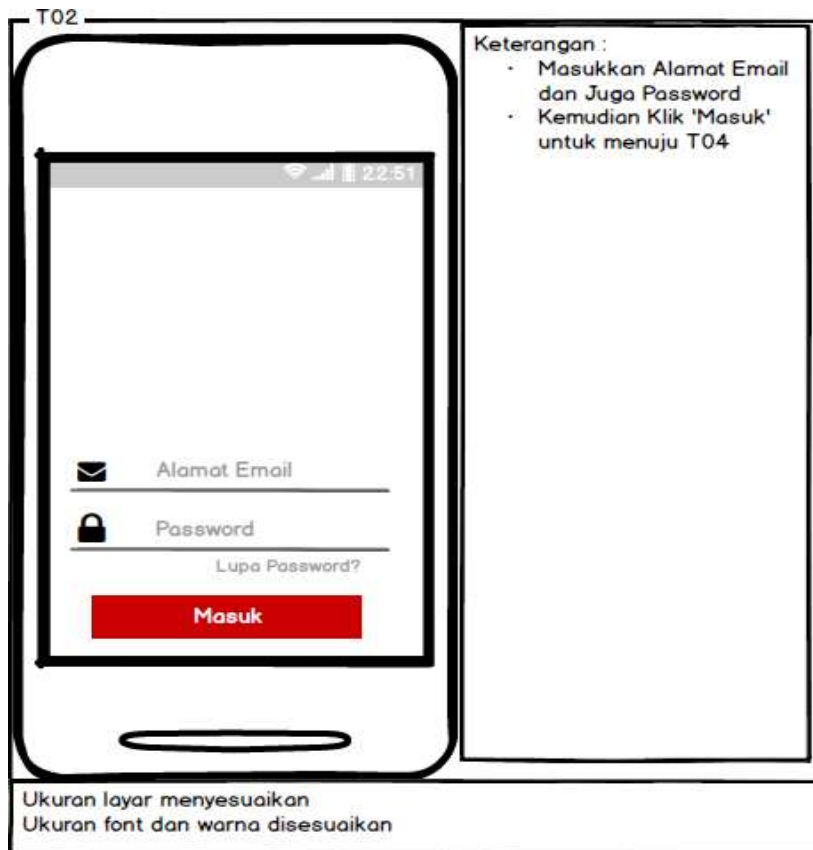 T02
22:51
Alamat Email
Password
Lupa Password?
Masuk
Keterangan :
· Masukkan Alamat Email
dan Juga Password
· Kemudian Klik 'Masuk'
untuk menuju T04
Ukuran layar menyesuaikan
Ukuran font dan warna disesuaikan